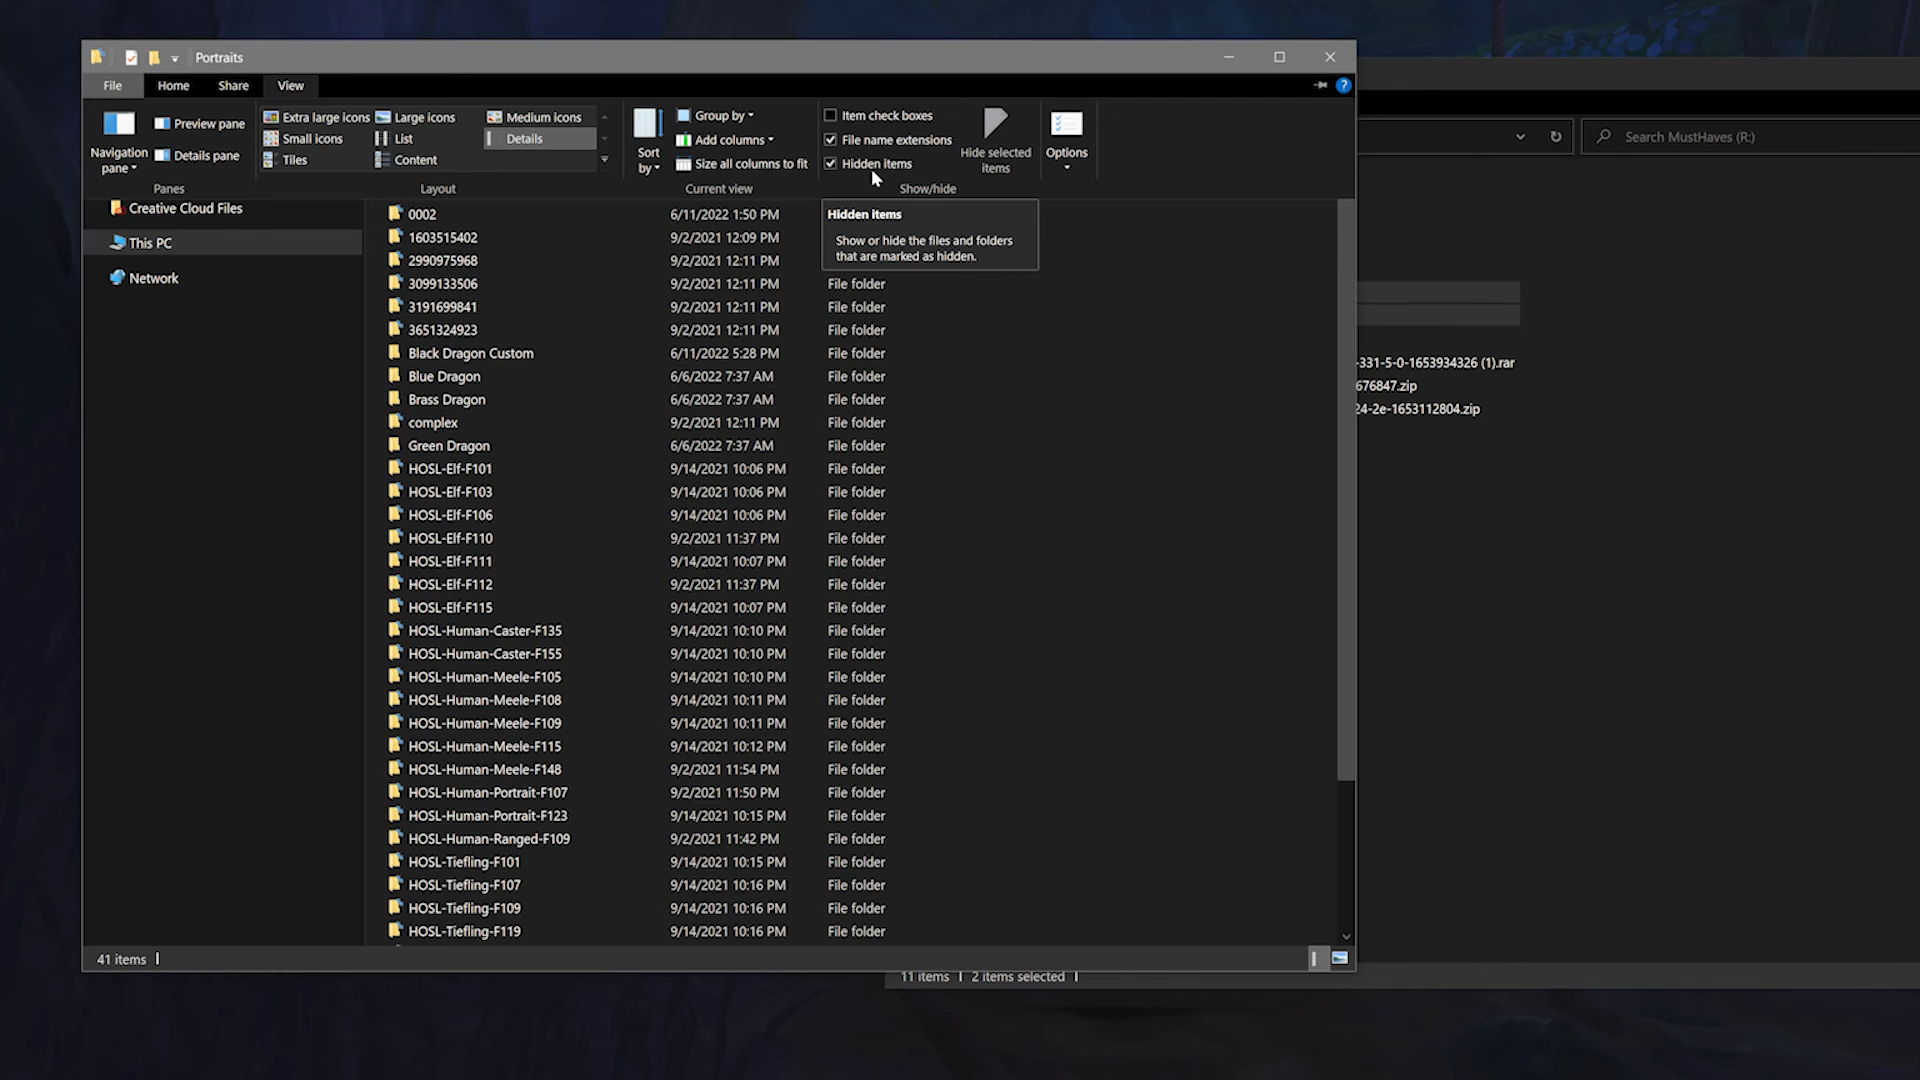 Portraits
File Home Share View
Navigation pane
Preview pane
Details pane
Panes
Extra large icons Large icons Medium icons
Small icons List Details
Tiles Content
Layout
Sort by
Group by
Add columns
Size all columns to fit
Current view
Item check boxes
File name extensions
Hidden items
Hide selected items
Show/hide
Options
Search MustHaves (R:)
Creative Cloud Files
This PC
Network
Hidden items
Show or hide the files and folders
that are marked as hidden.
0002 6/11/2022 1:50 PM
1603515402 9/2/2021 12:09 PM
2990975968 9/2/2021 12:11 PM
3099133506 9/2/2021 12:11 PM File folder
3191699841 9/2/2021 12:11 PM File folder
3651324923 9/2/2021 12:11 PM File folder
Black Dragon Custom 6/11/2022 5:28 PM File folder
Blue Dragon 6/6/2022 7:37 AM File folder
Brass Dragon 6/6/2022 7:37 AM File folder
complex 9/2/2021 12:11 PM File folder
Green Dragon 6/6/2022 7:37 AM File folder
HOSL-Elf-F101 9/14/2021 10:06 PM File folder
HOSL-Elf-F103 9/14/2021 10:06 PM File folder
HOSL-Elf-F106 9/14/2021 10:06 PM File folder
HOSL-Elf-F110 9/2/2021 11:37 PM File folder
HOSL-Elf-F111 9/14/2021 10:07 PM File folder
HOSL-Elf-F112 9/2/2021 11:37 PM File folder
HOSL-Elf-F115 9/14/2021 10:07 PM File folder
HOSL-Human-Caster-F135 9/14/2021 10:10 PM File folder
HOSL-Human-Caster-F155 9/14/2021 10:10 PM File folder
HOSL-Human-Meele-F105 9/14/2021 10:10 PM File folder
HOSL-Human-Meele-F108 9/14/2021 10:11 PM File folder
HOSL-Human-Meele-F109 9/14/2021 10:11 PM File folder
HOSL-Human-Meele-F115 9/14/2021 10:12 PM File folder
HOSL-Human-Meele-F148 9/2/2021 11:54 PM File folder
HOSL-Human-Portrait-F107 9/2/2021 11:50 PM File folder
HOSL-Human-Portrait-F123 9/14/2021 10:15 PM File folder
HOSL-Human-Ranged-F109 9/2/2021 11:42 PM File folder
HOSL-Tiefling-F101 9/14/2021 10:15 PM File folder
HOSL-Tiefling-F107 9/14/2021 10:16 PM File folder
HOSL-Tiefling-F109 9/14/2021 10:16 PM File folder
HOSL-Tiefling-F119 9/14/2021 10:16 PM File folder
-331-5-0-1653934326 (1).rar
676847.zip
24-2e-1653112804.zip
41 items
11 items 2 items selected